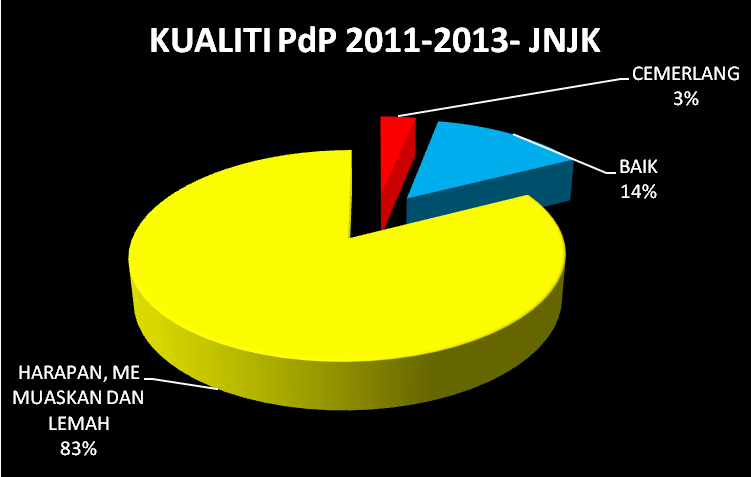 KUALITI PdP 2011-2013- JNJK
CEMERLANG
3%
BAIK
14%
HARAPAN, ME
MUASKAN DAN
LEMAH
83%